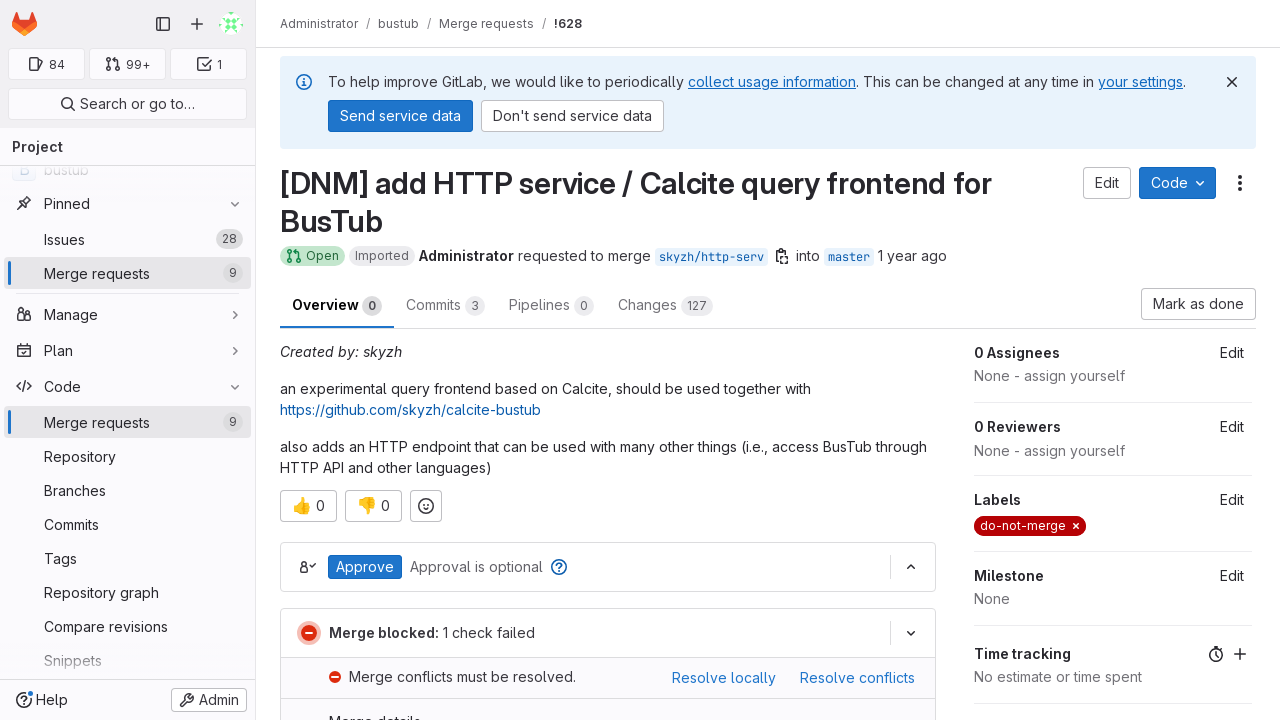 84
99+
1
Search or go to…
Project
B bustub
Pinned
Issues 28
Merge requests 9
Manage
Plan
Code
Merge requests 9
Repository
Branches
Commits
Tags
Repository graph
Compare revisions
Snippets
Help
Admin
Administrator / bustub / Merge requests / !628
To help improve GitLab, we would like to periodically collect usage information. This can be changed at any time in your settings.
Send service data
Don't send service data
[DNM] add HTTP service / Calcite query frontend for
BusTub
Edit
Code
Open Imported Administrator requested to merge skyzh/http-serv into master 1 year ago
Overview 0
Commits 3
Pipelines 0
Changes 127
Mark as done
Created by: skyzh
an experimental query frontend based on Calcite, should be used together with
https://github.com/skyzh/calcite-bustub
also adds an HTTP endpoint that can be used with many other things (i.e., access BusTub through
HTTP API and other languages)
👍 0
👎 0
Approve Approval is optional
Merge blocked: 1 check failed
Merge conflicts must be resolved.
Resolve locally
Resolve conflicts
Merge details
0 Assignees Edit
None - assign yourself
0 Reviewers Edit
None - assign yourself
Labels Edit
do-not-merge ×
Milestone Edit
None
Time tracking
No estimate or time spent